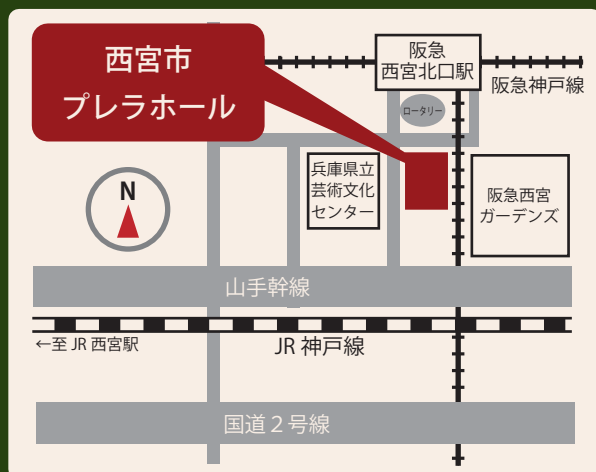 西宮市
プレラホール
阪急
西宮北口駅
阪急神戸線
ロータリー
兵庫県立
芸術文化
センター
阪急西宮
ガーデンズ
N
山手幹線
←至 JR 西宮駅
JR 神戸線
国道２号線